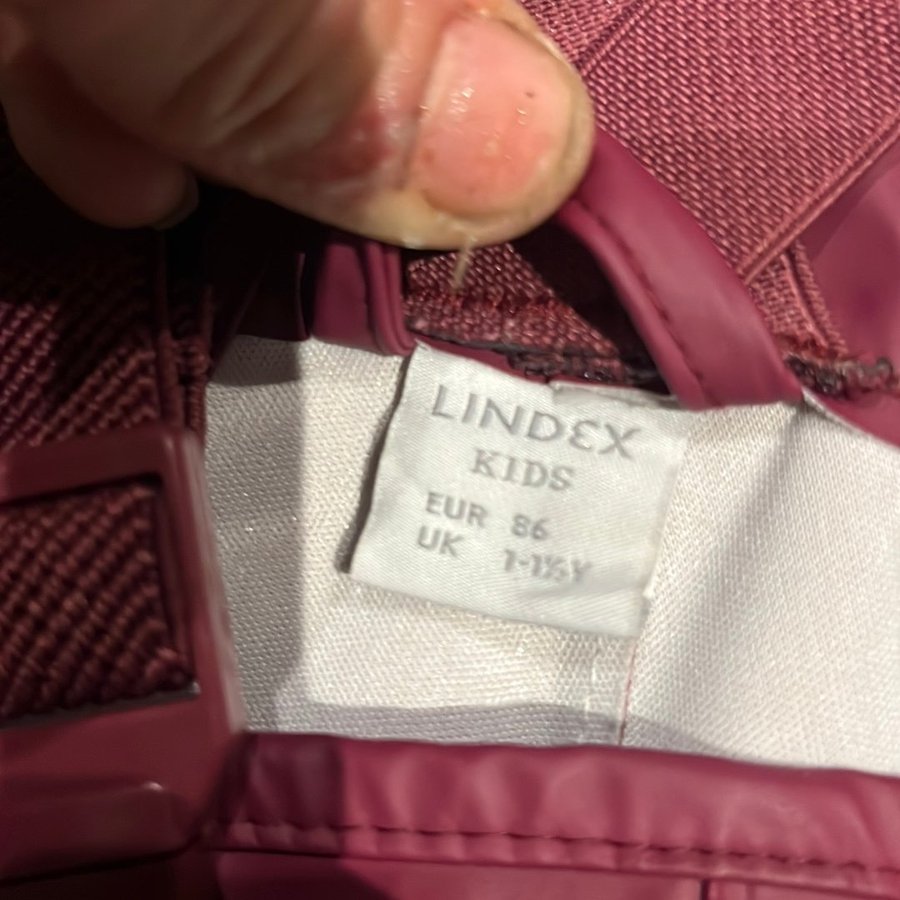 LINDEX
KIDS
EUR 86
UK 1-1½Y